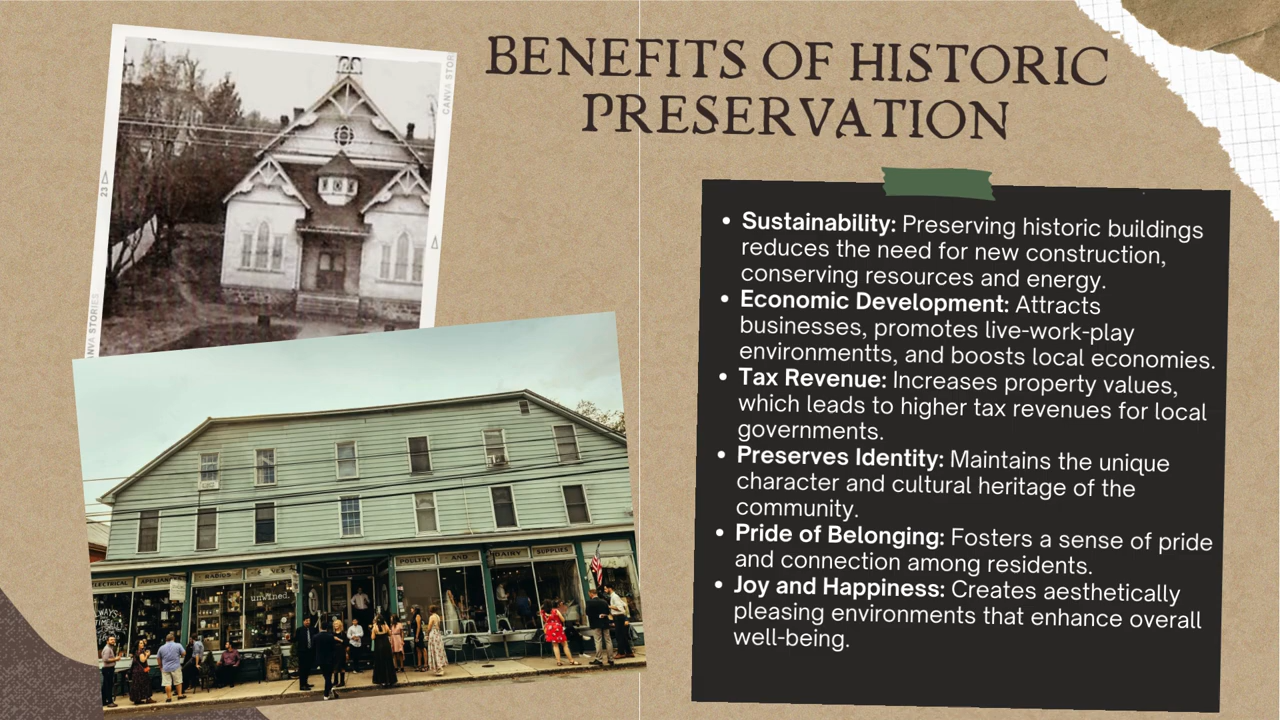 BENEFITS OF HISTORIC
PRESERVATION
CANVA STOR
23
NVA STORIES
• Sustainability: Preserving historic buildings
reduces the need for new construction,
conserving resources and energy.
• Economic Development: Attracts
businesses, promotes live-work-play
environmentts, and boosts local economies.
• Tax Revenue: Increases property values,
which leads to higher tax revenues for local
governments.
• Preserves Identity: Maintains the unique
character and cultural heritage of the
community.
• Pride of Belonging: Fosters a sense of pride
and connection among residents.
• Joy and Happiness: Creates aesthetically
pleasing environments that enhance overall
well-being.
POULTRY AND DAIRY SUPPLIES
ELECTRICAL APPLIAN
RADIOS
unwined.